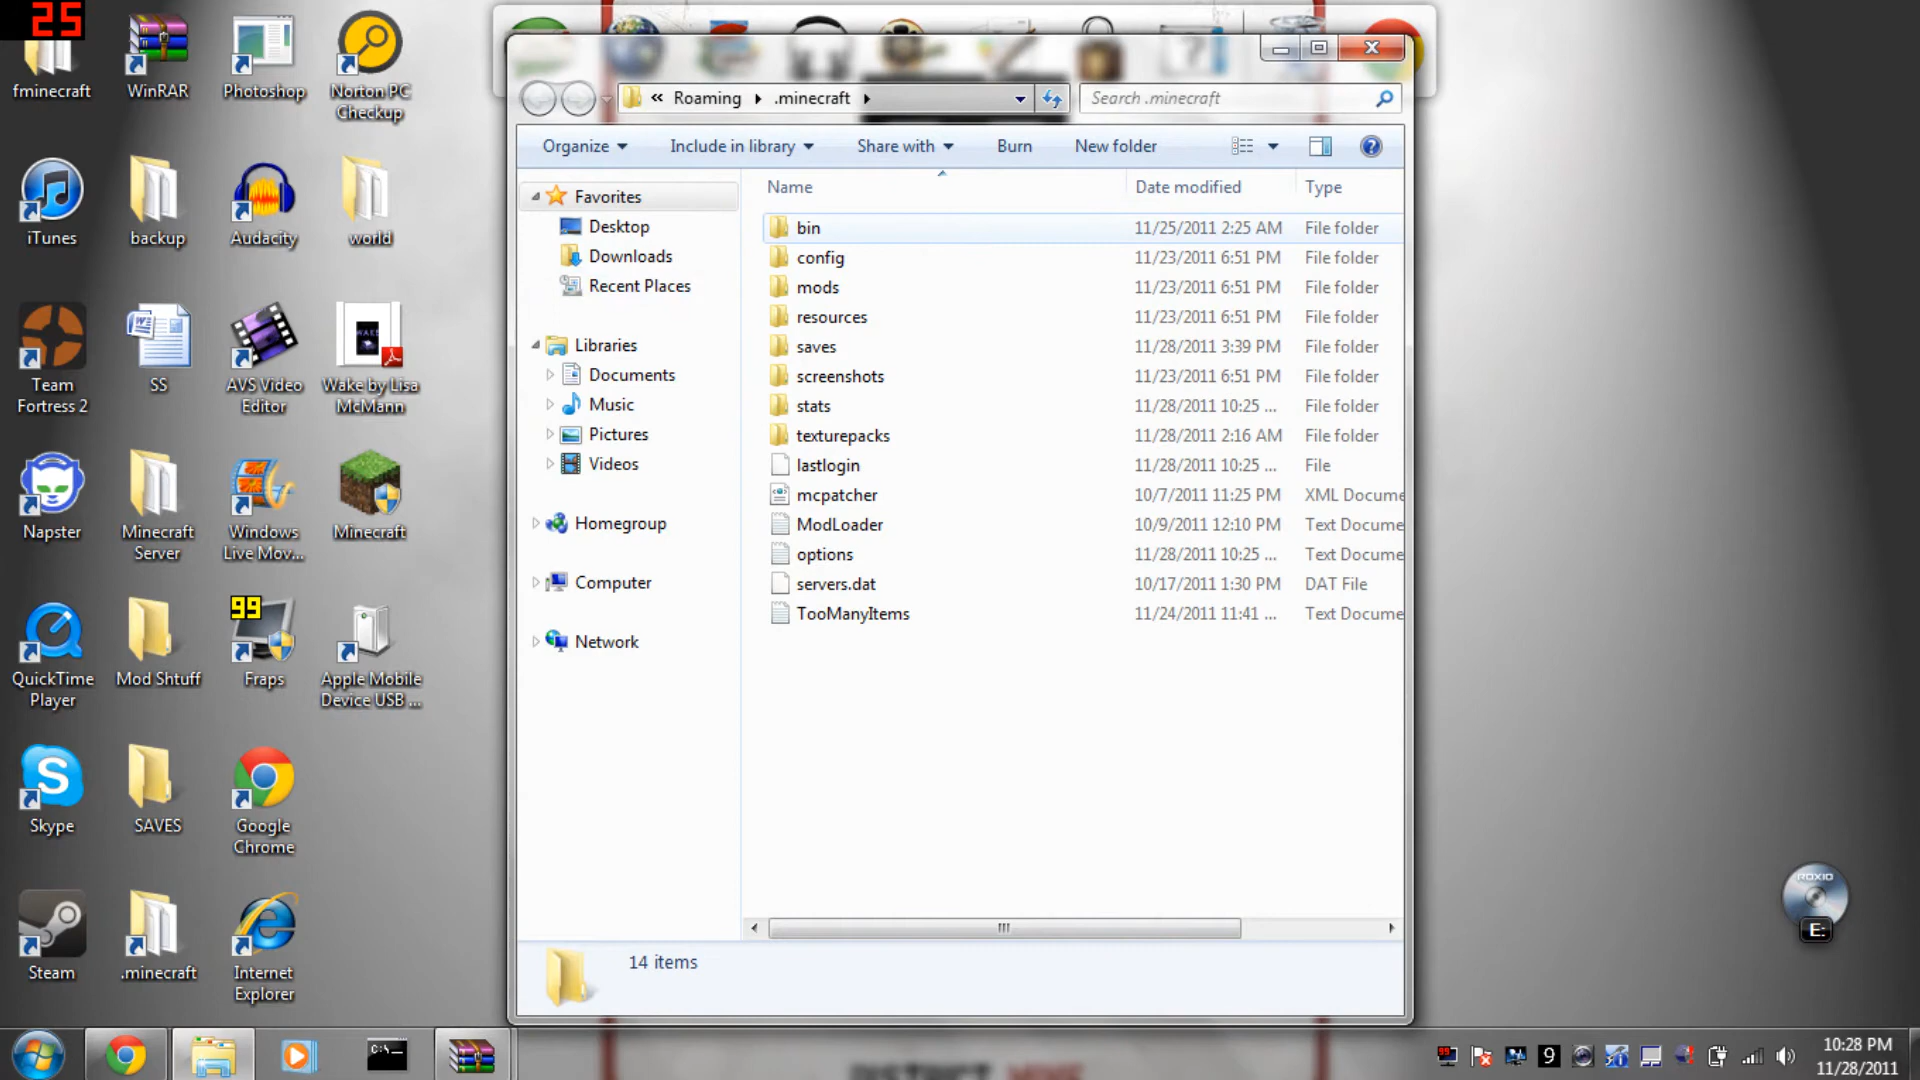 25
fminecraft
WinRAR
Photoshop
Norton PC
Checkup
iTunes
backup
Audacity
world
Team
Fortress 2
SS
AVS Video
Editor
WAKE
Wake by Lisa
McMann
Napster
Minecraft
Server
Windows
Live Mov...
Minecraft
QuickTime
Player
Mod Shtuff
99
Fraps
Apple Mobile
Device USB ...
Skype
SAVES
Google
Chrome
Steam
.minecraft
Internet
Explorer
« Roaming .minecraft
Search .minecraft
Organize Include in library Share with Burn New folder
Favorites
Desktop
Downloads
Recent Places
Libraries
Documents
Music
Pictures
Videos
Homegroup
Computer
Network
Name Date modified Type
bin 11/25/2011 2:25 AM File folder
config 11/23/2011 6:51 PM File folder
mods 11/23/2011 6:51 PM File folder
resources 11/23/2011 6:51 PM File folder
saves 11/28/2011 3:39 PM File folder
screenshots 11/23/2011 6:51 PM File folder
stats 11/28/2011 10:25 ... File folder
texturepacks 11/28/2011 2:16 AM File folder
lastlogin 11/28/2011 10:25 ... File
mcpatcher 10/7/2011 11:25 PM XML Docume
ModLoader 10/9/2011 12:10 PM Text Docume
options 11/28/2011 10:25 ... Text Docume
servers.dat 10/17/2011 1:30 PM DAT File
TooManyItems 11/24/2011 11:41 ... Text Docume
14 items
ROXIO
E:
C:\
9
10:28 PM
11/28/2011